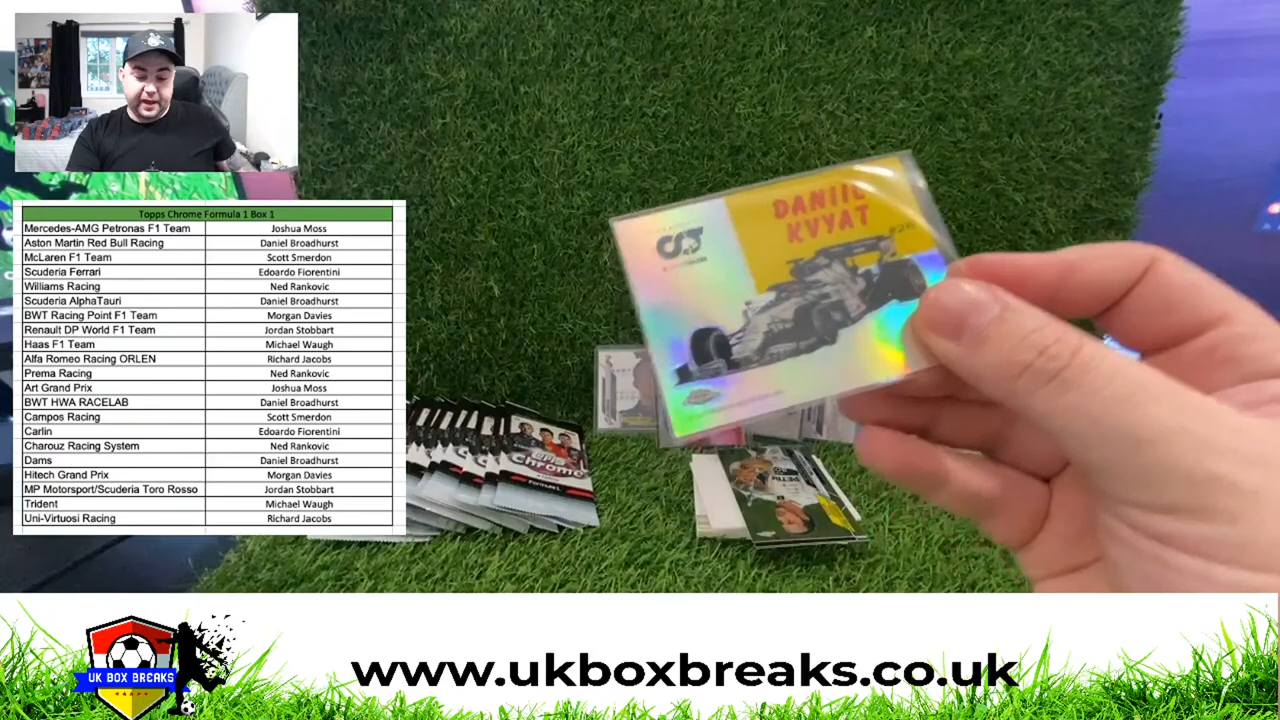 Topps Chrome Formula 1 Box 1
Mercedes-AMG Petronas F1 Team Joshua Moss
Aston Martin Red Bull Racing Daniel Broadhurst
McLaren F1 Team Scott Smerdon
Scuderia Ferrari Edoardo Fiorentini
Williams Racing Ned Rankovic
Scuderia AlphaTauri Daniel Broadhurst
BWT Racing Point F1 Team Morgan Davies
Renault DP World F1 Team Jordan Stobbart
Haas F1 Team Michael Waugh
Alfa Romeo Racing ORLEN Richard Jacobs
Prema Racing Ned Rankovic
Art Grand Prix Joshua Moss
BWT HWA RACELAB Daniel Broadhurst
Campos Racing Scott Smerdon
Carlin Edoardo Fiorentini
Charouz Racing System Ned Rankovic
Dams Daniel Broadhurst
Hitech Grand Prix Morgan Davies
MP Motorsport/Scuderia Toro Rosso Jordan Stobbart
Trident Michael Waugh
Uni-Virtuosi Racing Richard Jacobs
DANIIL
KVYAT
#26
Chrome
UK BOX BREAKS
www.ukboxbreaks.co.uk